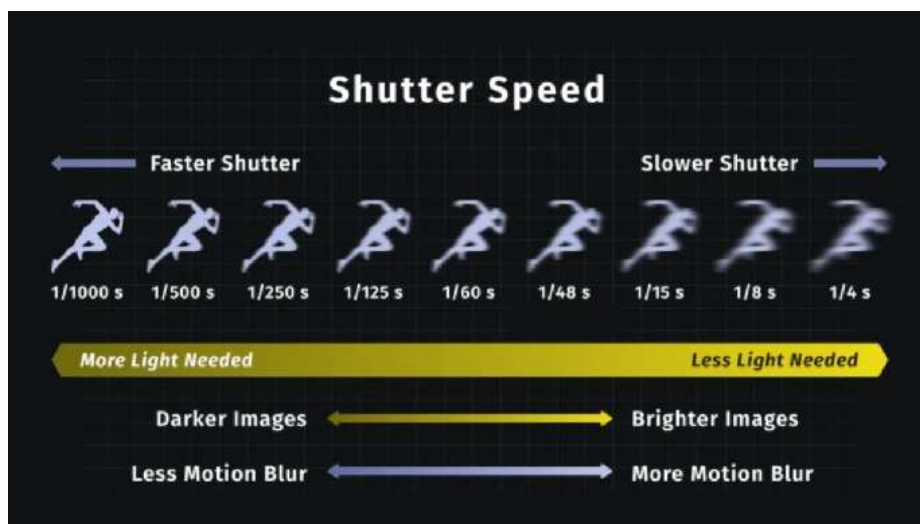 Shutter Speed
Faster Shutter
Slower Shutter
1/1000 s 1/500 s 1/250 s 1/125 s 1/60 s 1/48 s 1/15 s 1/8 s 1/4 s
More Light Needed
Less Light Needed
Darker Images
Brighter Images
Less Motion Blur
More Motion Blur